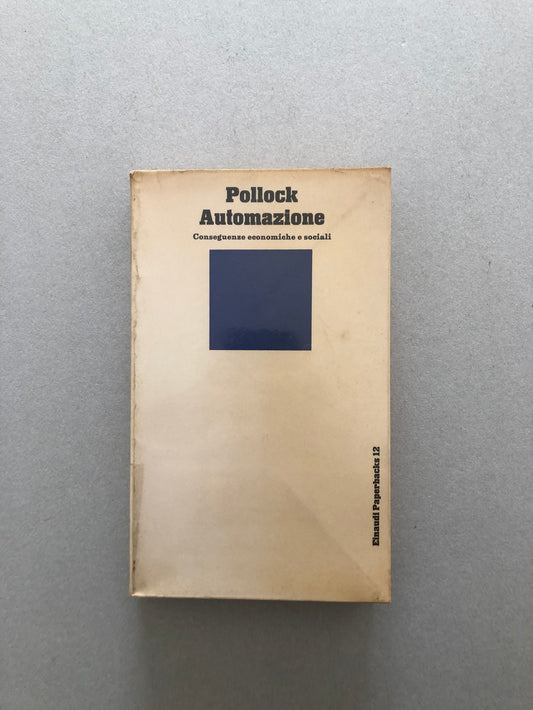 Pollock
Automazione
Conseguenze economiche e sociali
Einaudi Paperbacks 12